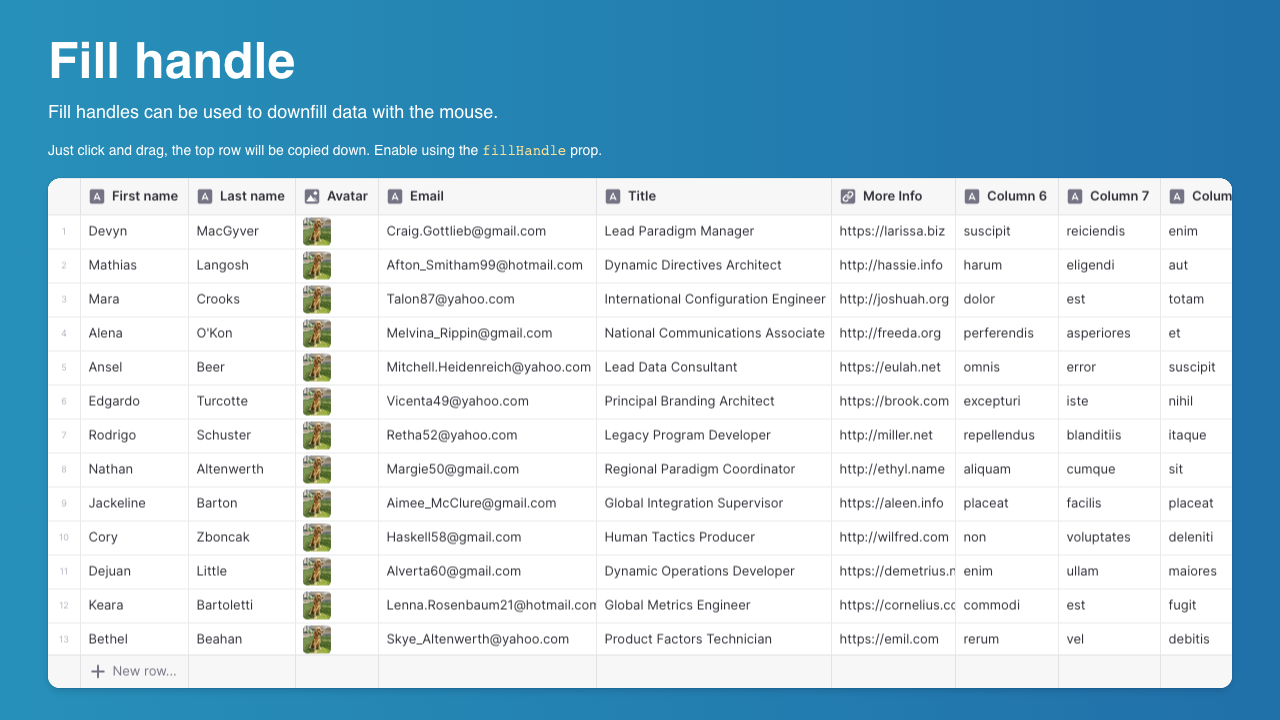 Fill handle
Fill handles can be used to downfill data with the mouse.
Just click and drag, the top row will be copied down. Enable using the fillHandle prop.
First name Last name Avatar Email Title More Info Column 6 Column 7 Colum
1 Devyn MacGyver Craig.Gottlieb@gmail.com Lead Paradigm Manager https://larissa.biz suscipit reiciendis enim
2 Mathias Langosh Afton_Smitham99@hotmail.com Dynamic Directives Architect http://hassie.info harum eligendi aut
3 Mara Crooks Talon87@yahoo.com International Configuration Engineer http://joshuah.org dolor est totam
4 Alena O'Kon Melvina_Rippin@gmail.com National Communications Associate http://freeda.org perferendis asperiores et
5 Ansel Beer Mitchell.Heidenreich@yahoo.com Lead Data Consultant https://eulah.net omnis error suscipit
6 Edgardo Turcotte Vicenta49@yahoo.com Principal Branding Architect https://brook.com excepturi iste nihil
7 Rodrigo Schuster Retha52@yahoo.com Legacy Program Developer http://miller.net repellendus blanditiis itaque
8 Nathan Altenwerth Margie50@gmail.com Regional Paradigm Coordinator http://ethyl.name aliquam cumque sit
9 Jackeline Barton Aimee_McClure@gmail.com Global Integration Supervisor https://aleen.info placeat facilis placeat
10 Cory Zboncak Haskell58@gmail.com Human Tactics Producer http://wilfred.com non voluptates deleniti
11 Dejuan Little Alverta60@gmail.com Dynamic Operations Developer https://demetrius.n enim ullam maiores
12 Keara Bartoletti Lenna.Rosenbaum21@hotmail.com Global Metrics Engineer https://cornelius.co commodi est fugit
13 Bethel Beahan Skye_Altenwerth@yahoo.com Product Factors Technician https://emil.com rerum vel debitis
New row...